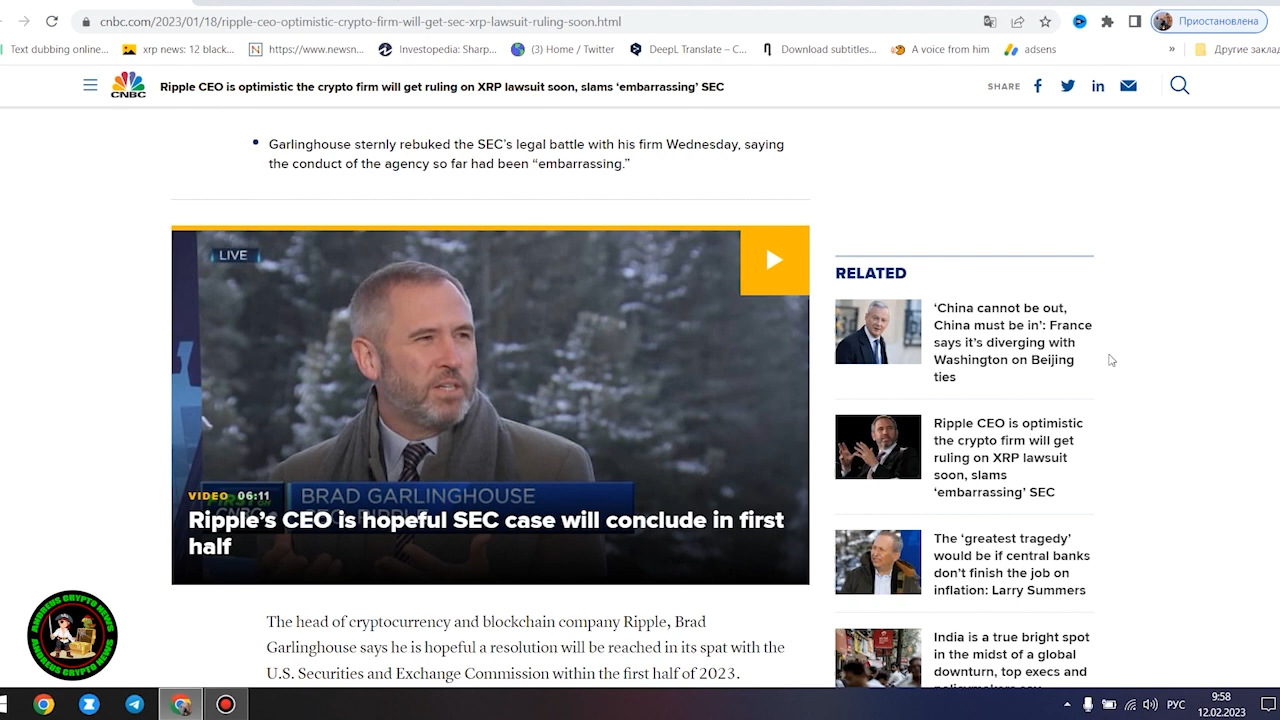 cnbc.com/2023/01/18/ripple-ceo-optimistic-crypto-firm-will-get-sec-xrp-lawsuit-ruling-soon.html
Приостановлена
Text dubbing online...
xrp news: 12 black...
https://www.newsn...
Investopedia: Sharp...
(3) Home / Twitter
DeepL Translate – C...
Download subtitles...
A voice from him
adsens
»
Другие закла
CNBC
Ripple CEO is optimistic the crypto firm will get ruling on XRP lawsuit soon, slams ‘embarrassing’ SEC
SHARE
Garlinghouse sternly rebuked the SEC’s legal battle with his firm Wednesday, saying
the conduct of the agency so far had been “embarrassing.”
LIVE
BRAD GARLINGHOUSE
VIDEO 06:11
Ripple’s CEO is hopeful SEC case will conclude in first
half
The head of cryptocurrency and blockchain company Ripple, Brad
Garlinghouse says he is hopeful a resolution will be reached in its spat with the
U.S. Securities and Exchange Commission within the first half of 2023.
RELATED
‘China cannot be out,
China must be in’: France
says it’s diverging with
Washington on Beijing
ties
Ripple CEO is optimistic
the crypto firm will get
ruling on XRP lawsuit
soon, slams
‘embarrassing’ SEC
The ‘greatest tragedy’
would be if central banks
don’t finish the job on
inflation: Larry Summers
India is a true bright spot
in the midst of a global
downturn, top execs and
ANDREUS CRYPTO NEWS
ANDREUS CRYPTO NEWS
РУС
9:58
12.02.2023